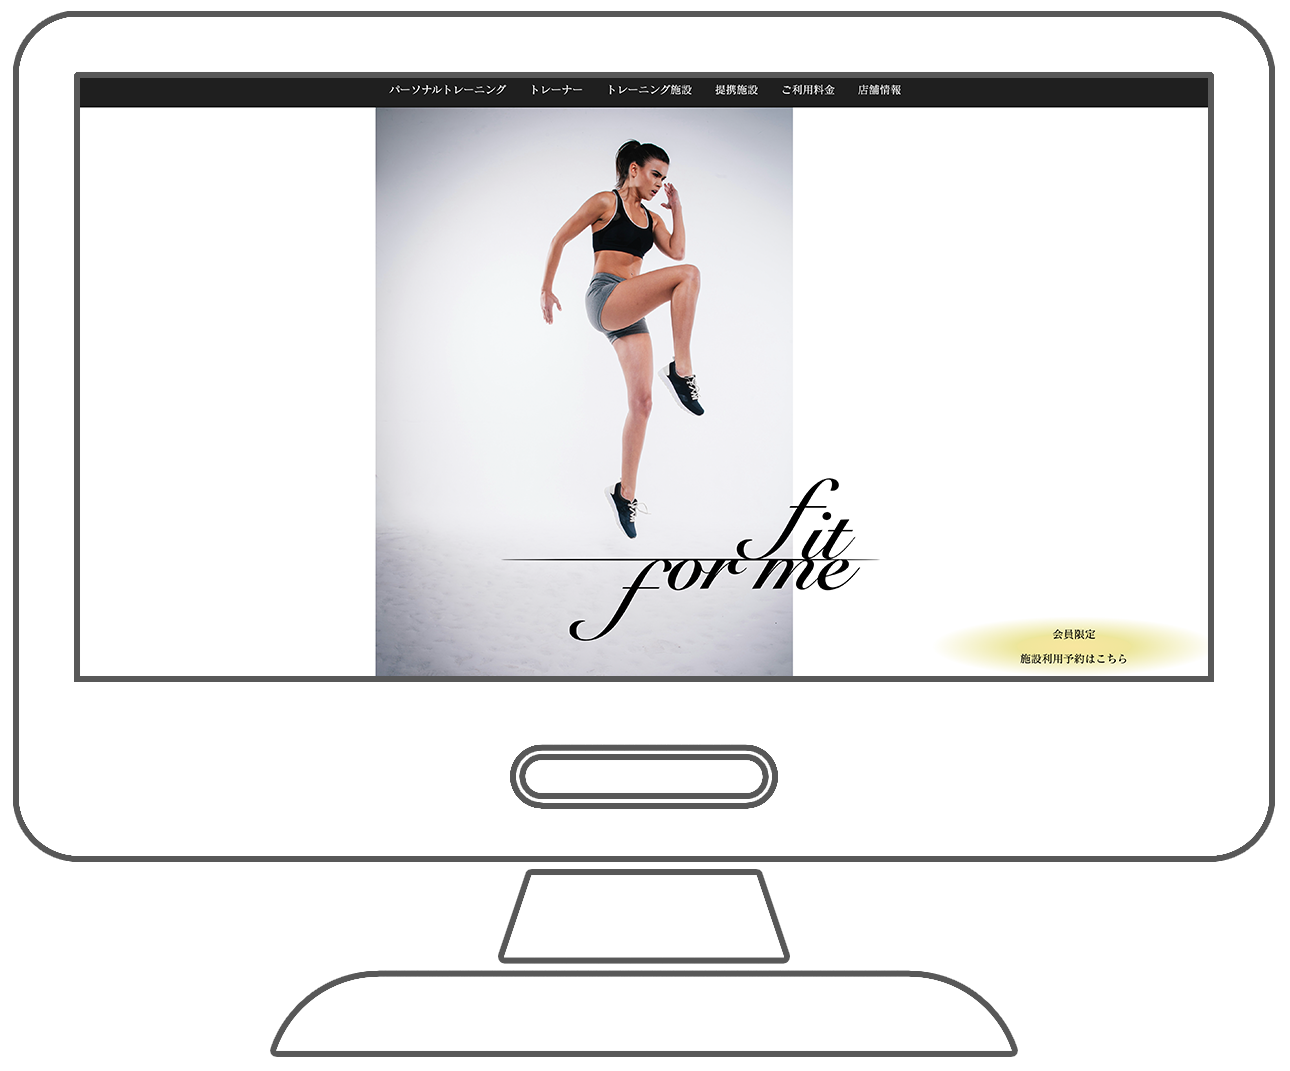 パーソナルトレーニング トレーナー トレーニング施設 提携施設 ご利用料金 店舗情報
fit
for me
会員限定
施設利用予約はこちら